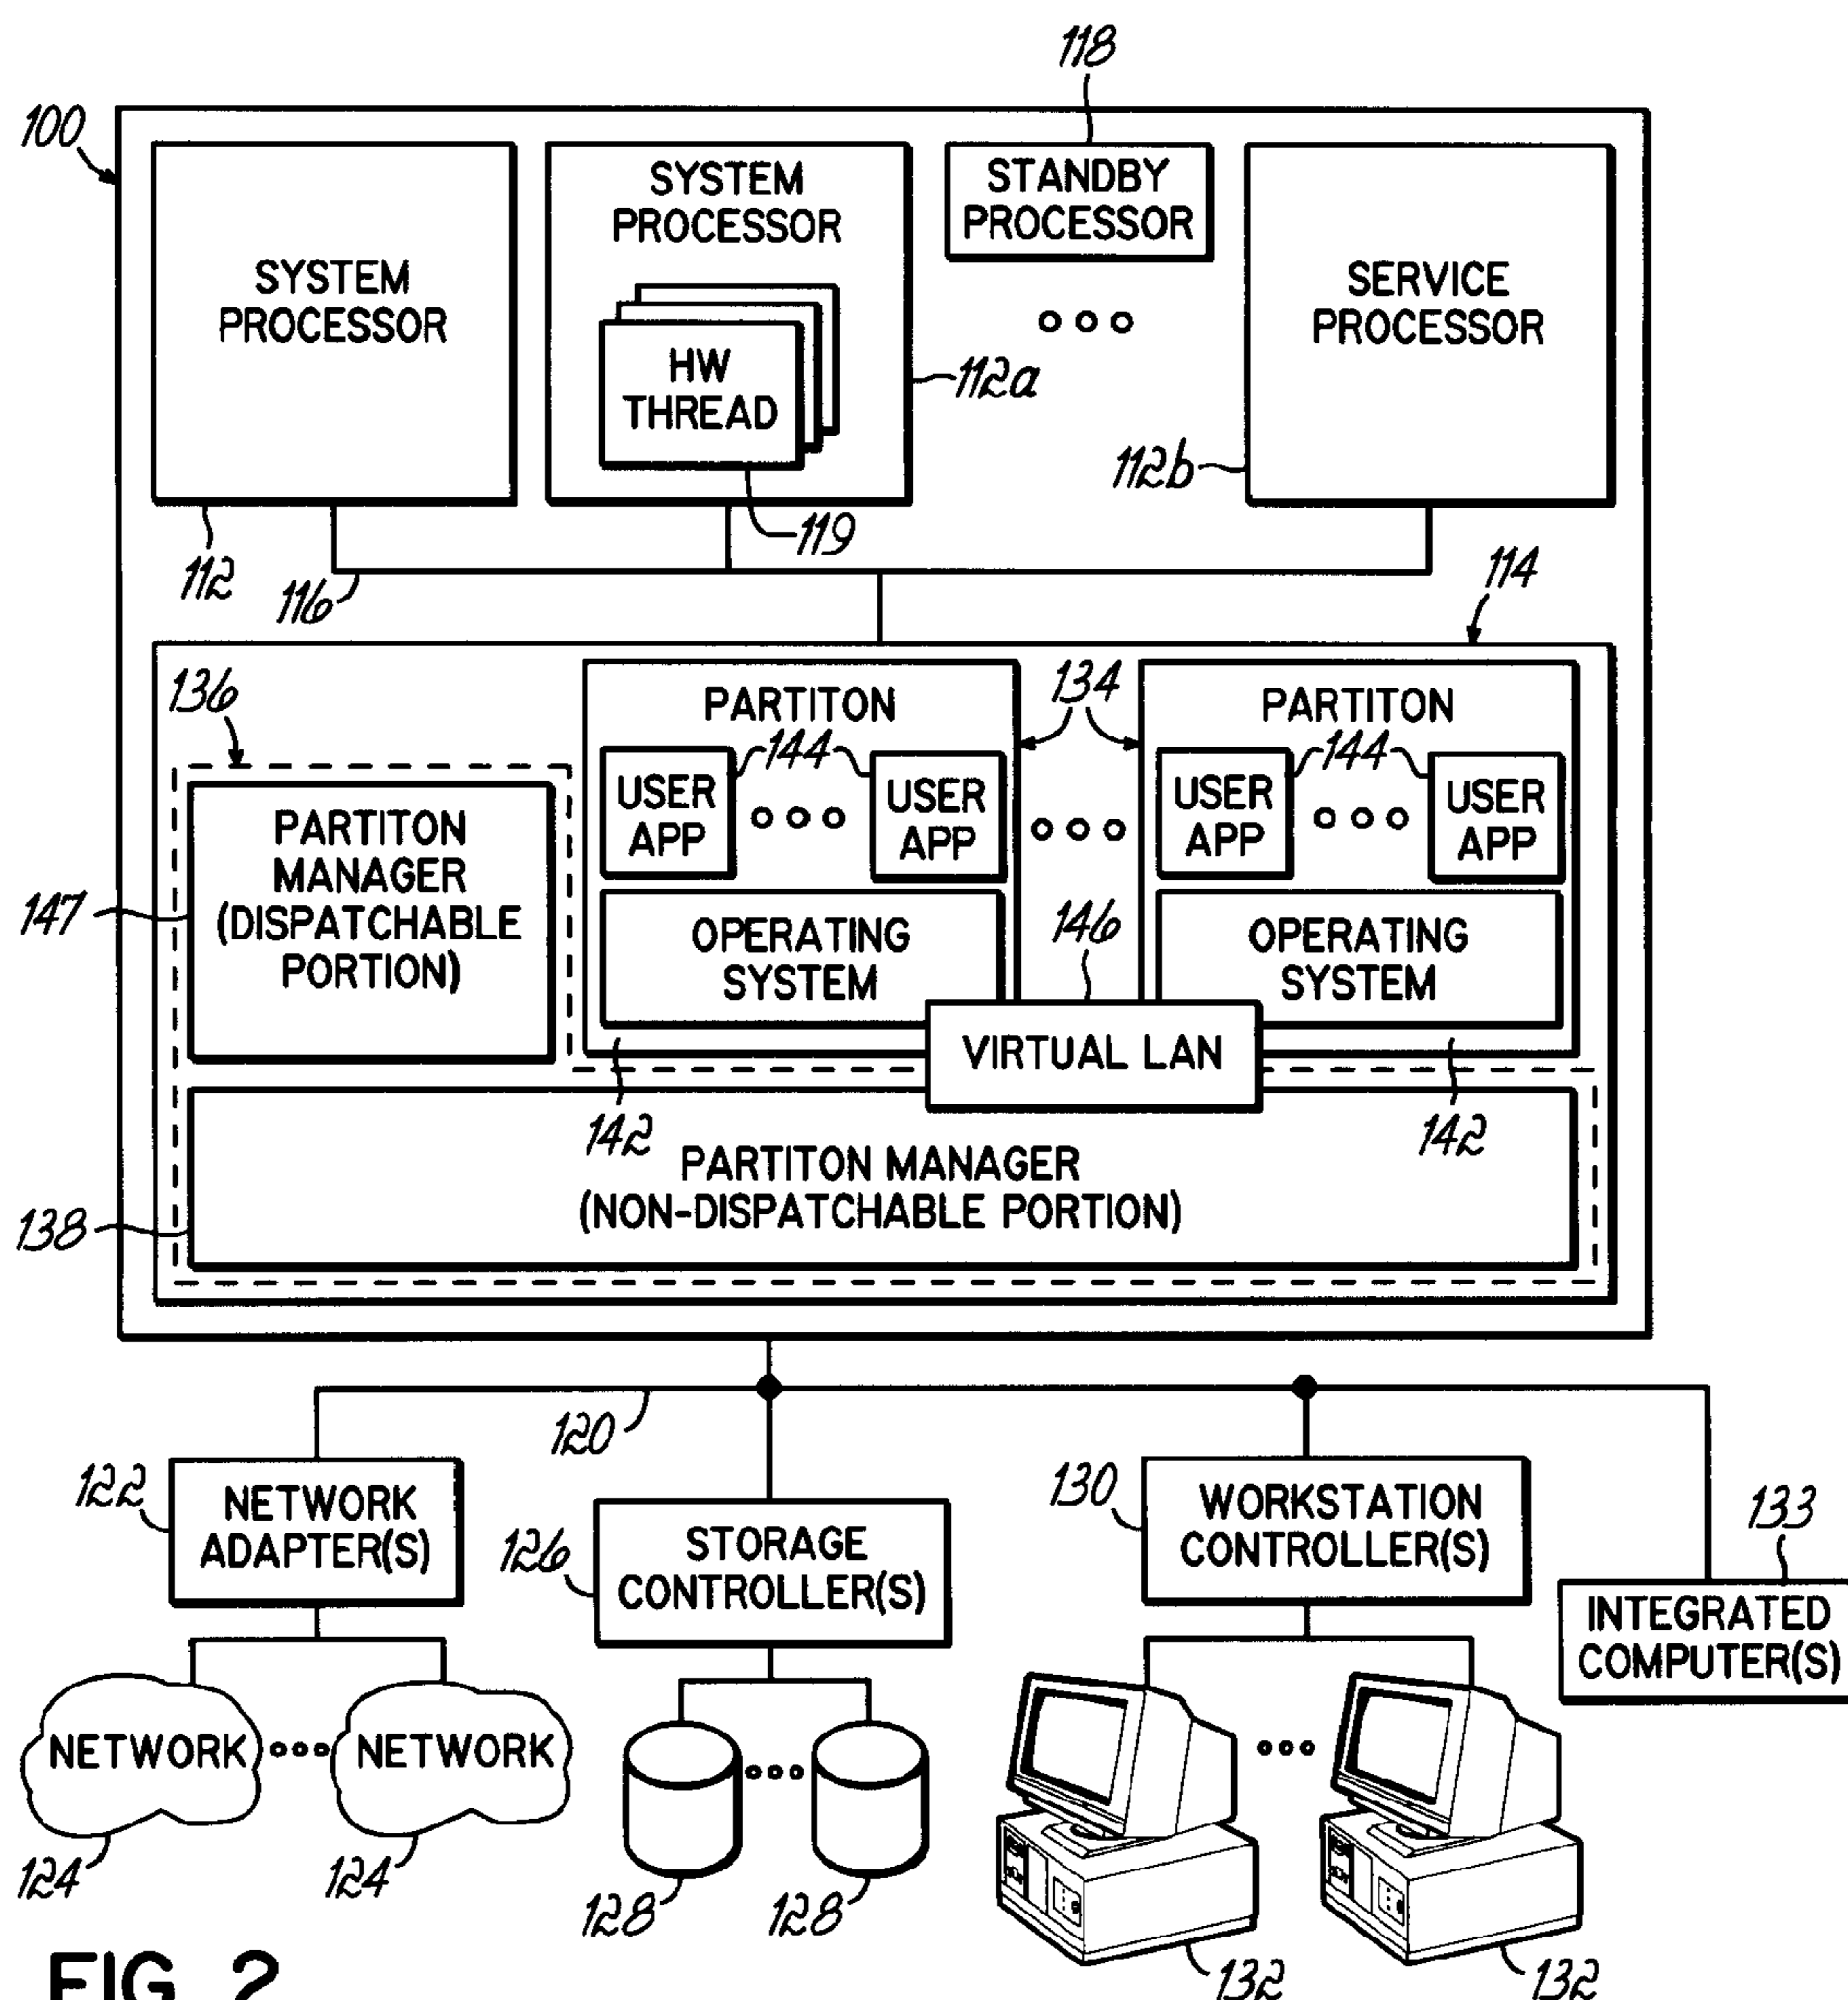 118
100
SYSTEM
PROCESSOR
SYSTEM
PROCESSOR
HW
THREAD
STANDBY
PROCESSOR
SERVICE
PROCESSOR
112a
112b
119
112
116
114
136
134
PARTITON
144
USER
APP
USER
APP
OPERATING
SYSTEM
PARTITON
144
USER
APP
USER
APP
OPERATING
SYSTEM
PARTITON
MANAGER
(DISPATCHABLE
PORTION)
147
146
VIRTUAL LAN
142
142
PARTITON MANAGER
(NON-DISPATCHABLE PORTION)
138
120
122
NETWORK
ADAPTER(S)
126
STORAGE
CONTROLLER(S)
130
WORKSTATION
CONTROLLER(S)
133
INTEGRATED
COMPUTER(S)
NETWORK
NETWORK
124
124
128
128
132
132
FIG. 2